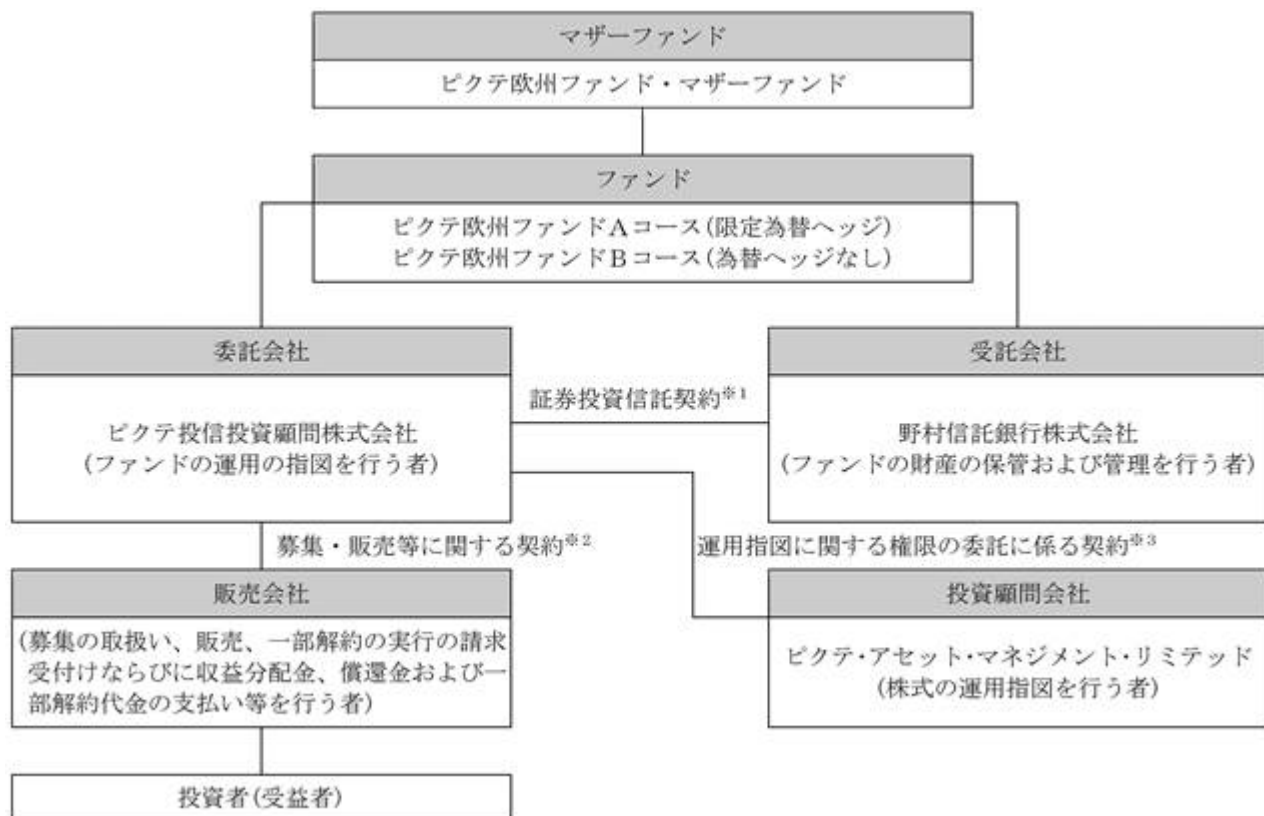 マザーファンド
ピクテ欧州ファンド・マザーファンド
ファンド
ピクテ欧州ファンドAコース(限定為替ヘッジ)
ピクテ欧州ファンドBコース(為替ヘッジなし)
委託会社
ピクテ投信投資顧問株式会社
(ファンドの運用の指図を行う者)
証券投資信託契約※1
受託会社
野村信託銀行株式会社
(ファンドの財産の保管および管理を行う者)
募集・販売等に関する契約※2
運用指図に関する権限の委託に係る契約※3
販売会社
(募集の取扱い、販売、一部解約の実行の請求
受付けならびに収益分配金、償還金および一
部解約代金の支払い等を行う者)
投資顧問会社
ピクテ・アセット・マネジメント・リミテッド
(株式の運用指図を行う者)
投資者(受益者)